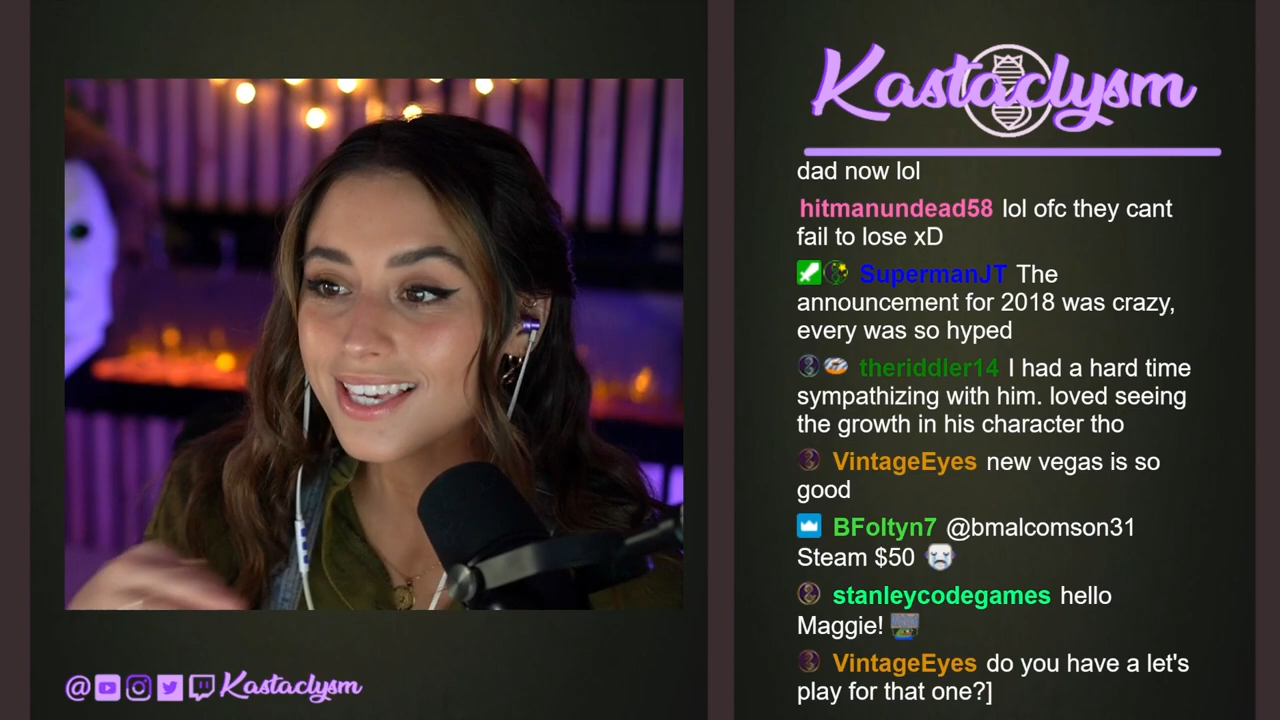 Kastaclysm
dad now lol
hitmanundead58 lol ofc they cant
fail to lose xD
SupermanJT The
announcement for 2018 was crazy,
every was so hyped
theriddler14 I had a hard time
sympathizing with him. loved seeing
the growth in his character tho
VintageEyes new vegas is so
good
BFoltyn7 @bmalcomson31
Steam $50
stanleycodegames hello
Maggie!
VintageEyes do you have a let's
play for that one?]
@ Kastaclysm